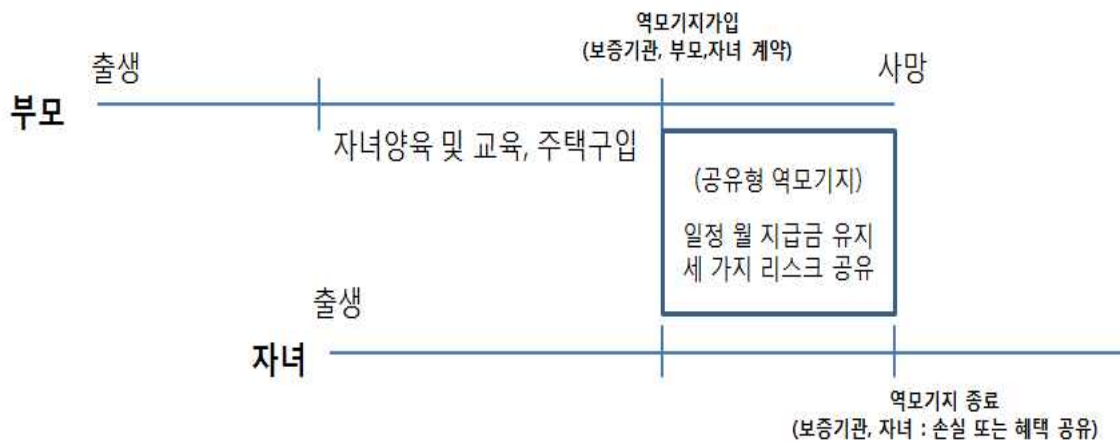 역모기지가입
(보증기관, 부모,자녀 계약)
출생
사망
부모
자녀양육 및 교육, 주택구입
(공유형 역모기지)
일정 월 지급금 유지
세 가지 리스크 공유
출생
자녀
역모기지 종료
(보증기관, 자녀 : 손실 또는 혜택 공유)